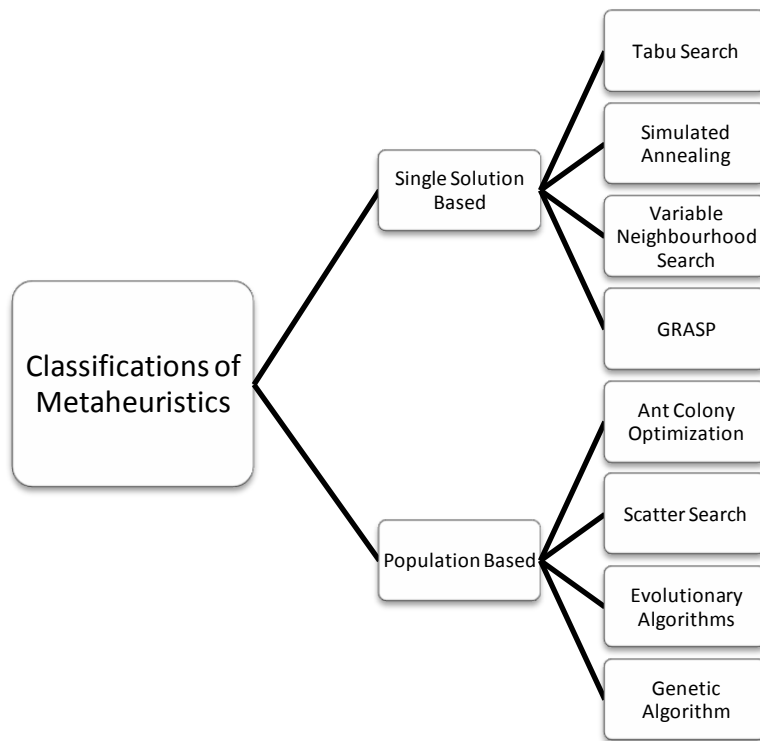 Classifications of
Metaheuristics
Single Solution
Based
Tabu Search
Simulated
Annealing
Variable
Neighbourhood
Search
GRASP
Population Based
Ant Colony
Optimization
Scatter Search
Evolutionary
Algorithms
Genetic
Algorithm